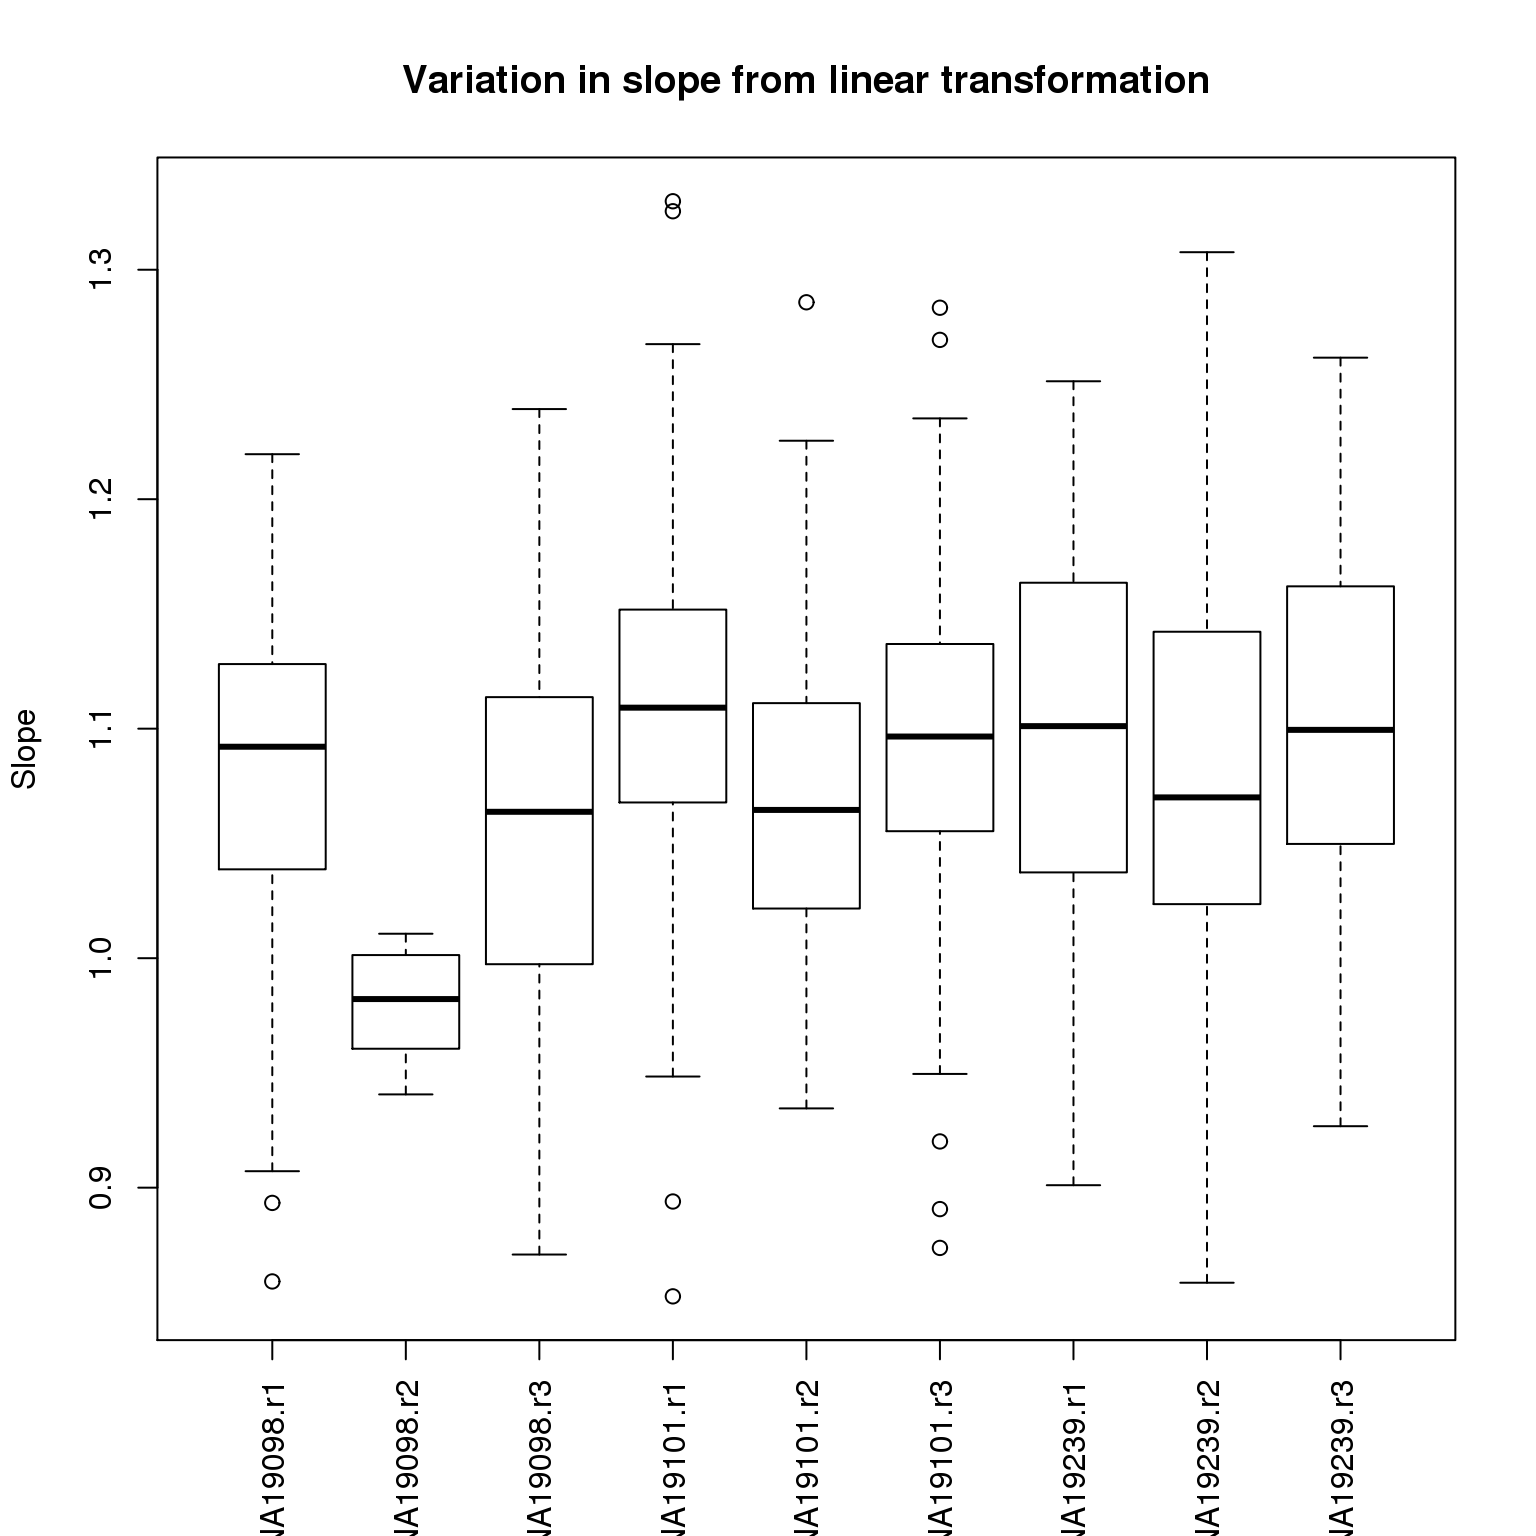 Variation in slope from linear transformation
Slope
1.3
1.2
1.1
1.0
0.9
NA19098.r1
NA19098.r2
NA19098.r3
NA19101.r1
NA19101.r2
NA19101.r3
NA19239.r1
NA19239.r2
NA19239.r3